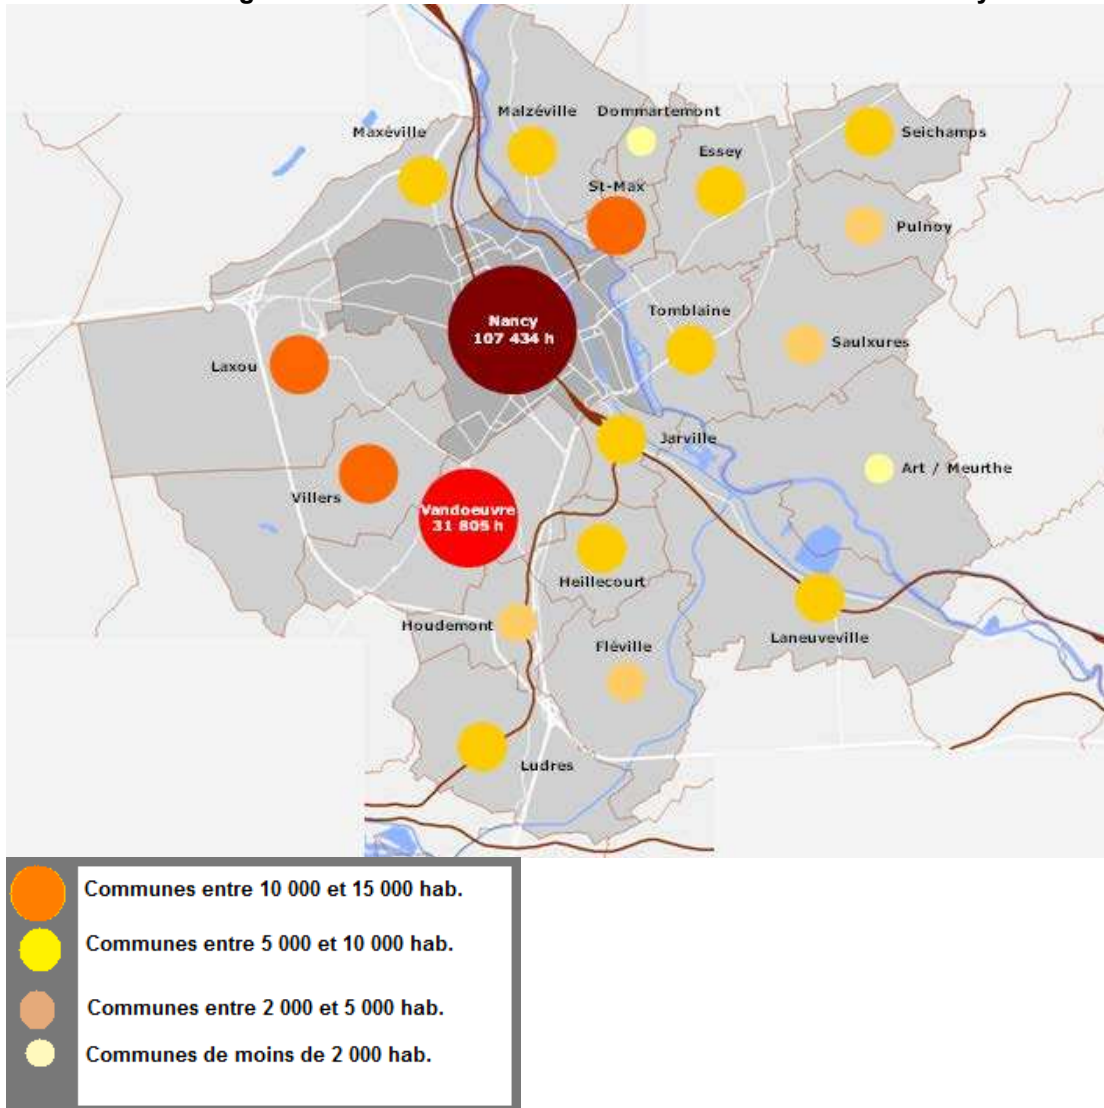 Malzéville
Dommartemont
Maxéville
Seichamps
Essey
St-Max
Pulnoy
Tomblaine
Nancy
107 434 h
Saulxures
Laxou
Jarville
Art / Meurthe
Villers
Vandoeuvre
31 805 h
Heillecourt
Houdemont
Laneuveville
Fléville
Ludres
Communes entre 10 000 et 15 000 hab.
Communes entre 5 000 et 10 000 hab.
Communes entre 2 000 et 5 000 hab.
Communes de moins de 2 000 hab.